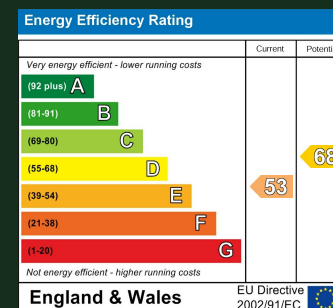 Energy Efficiency Rating
Current Potenti
Very energy efficient - lower running costs
(92 plus) A
(81-91) B
(69-80) C
(55-68) D
68
(39-54) E
53
(21-38) F
(1-20) G
Not energy efficient - higher running costs
England & Wales
EU Directive
2002/91/EC